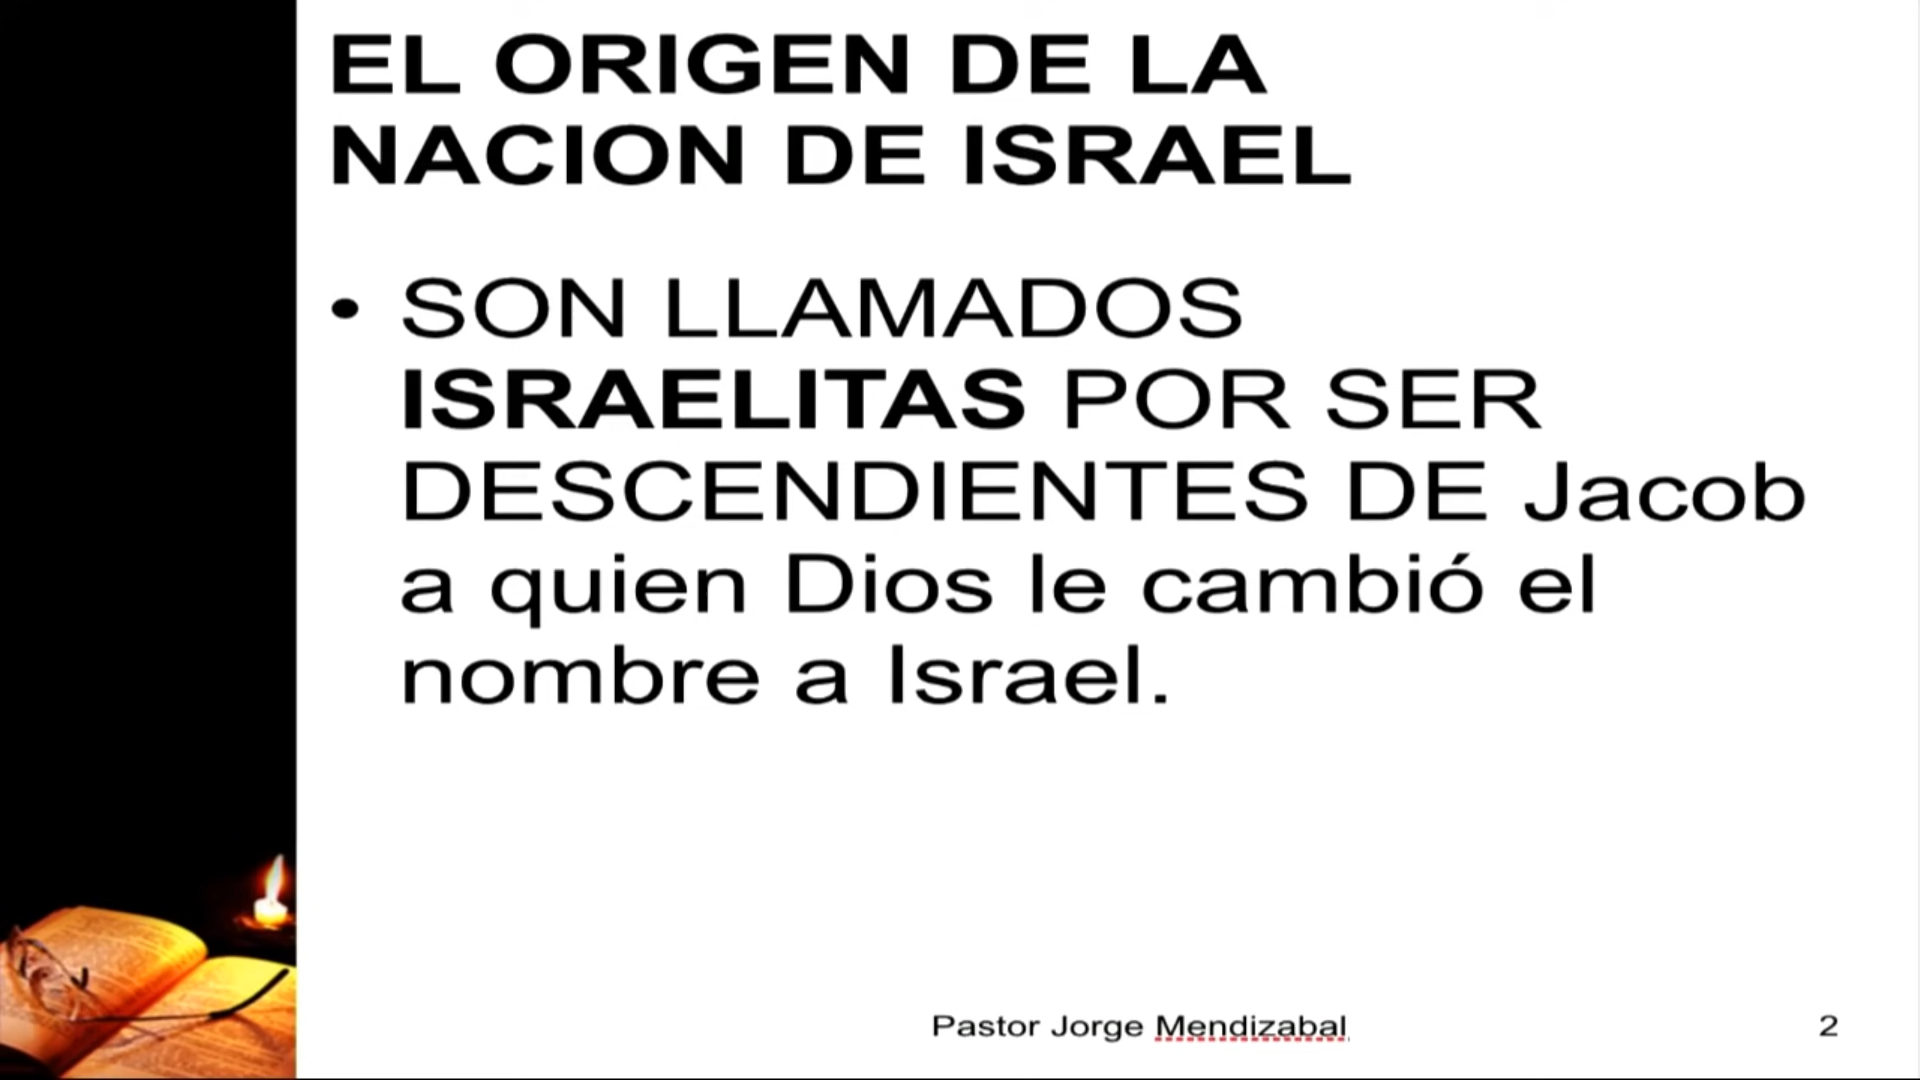 EL ORIGEN DE LA
NACION DE ISRAEL
• SON LLAMADOS
ISRAELITAS POR SER
DESCENDIENTES DE Jacob
a quien Dios le cambió el
nombre a Israel.
Pastor Jorge Mendizabal
2